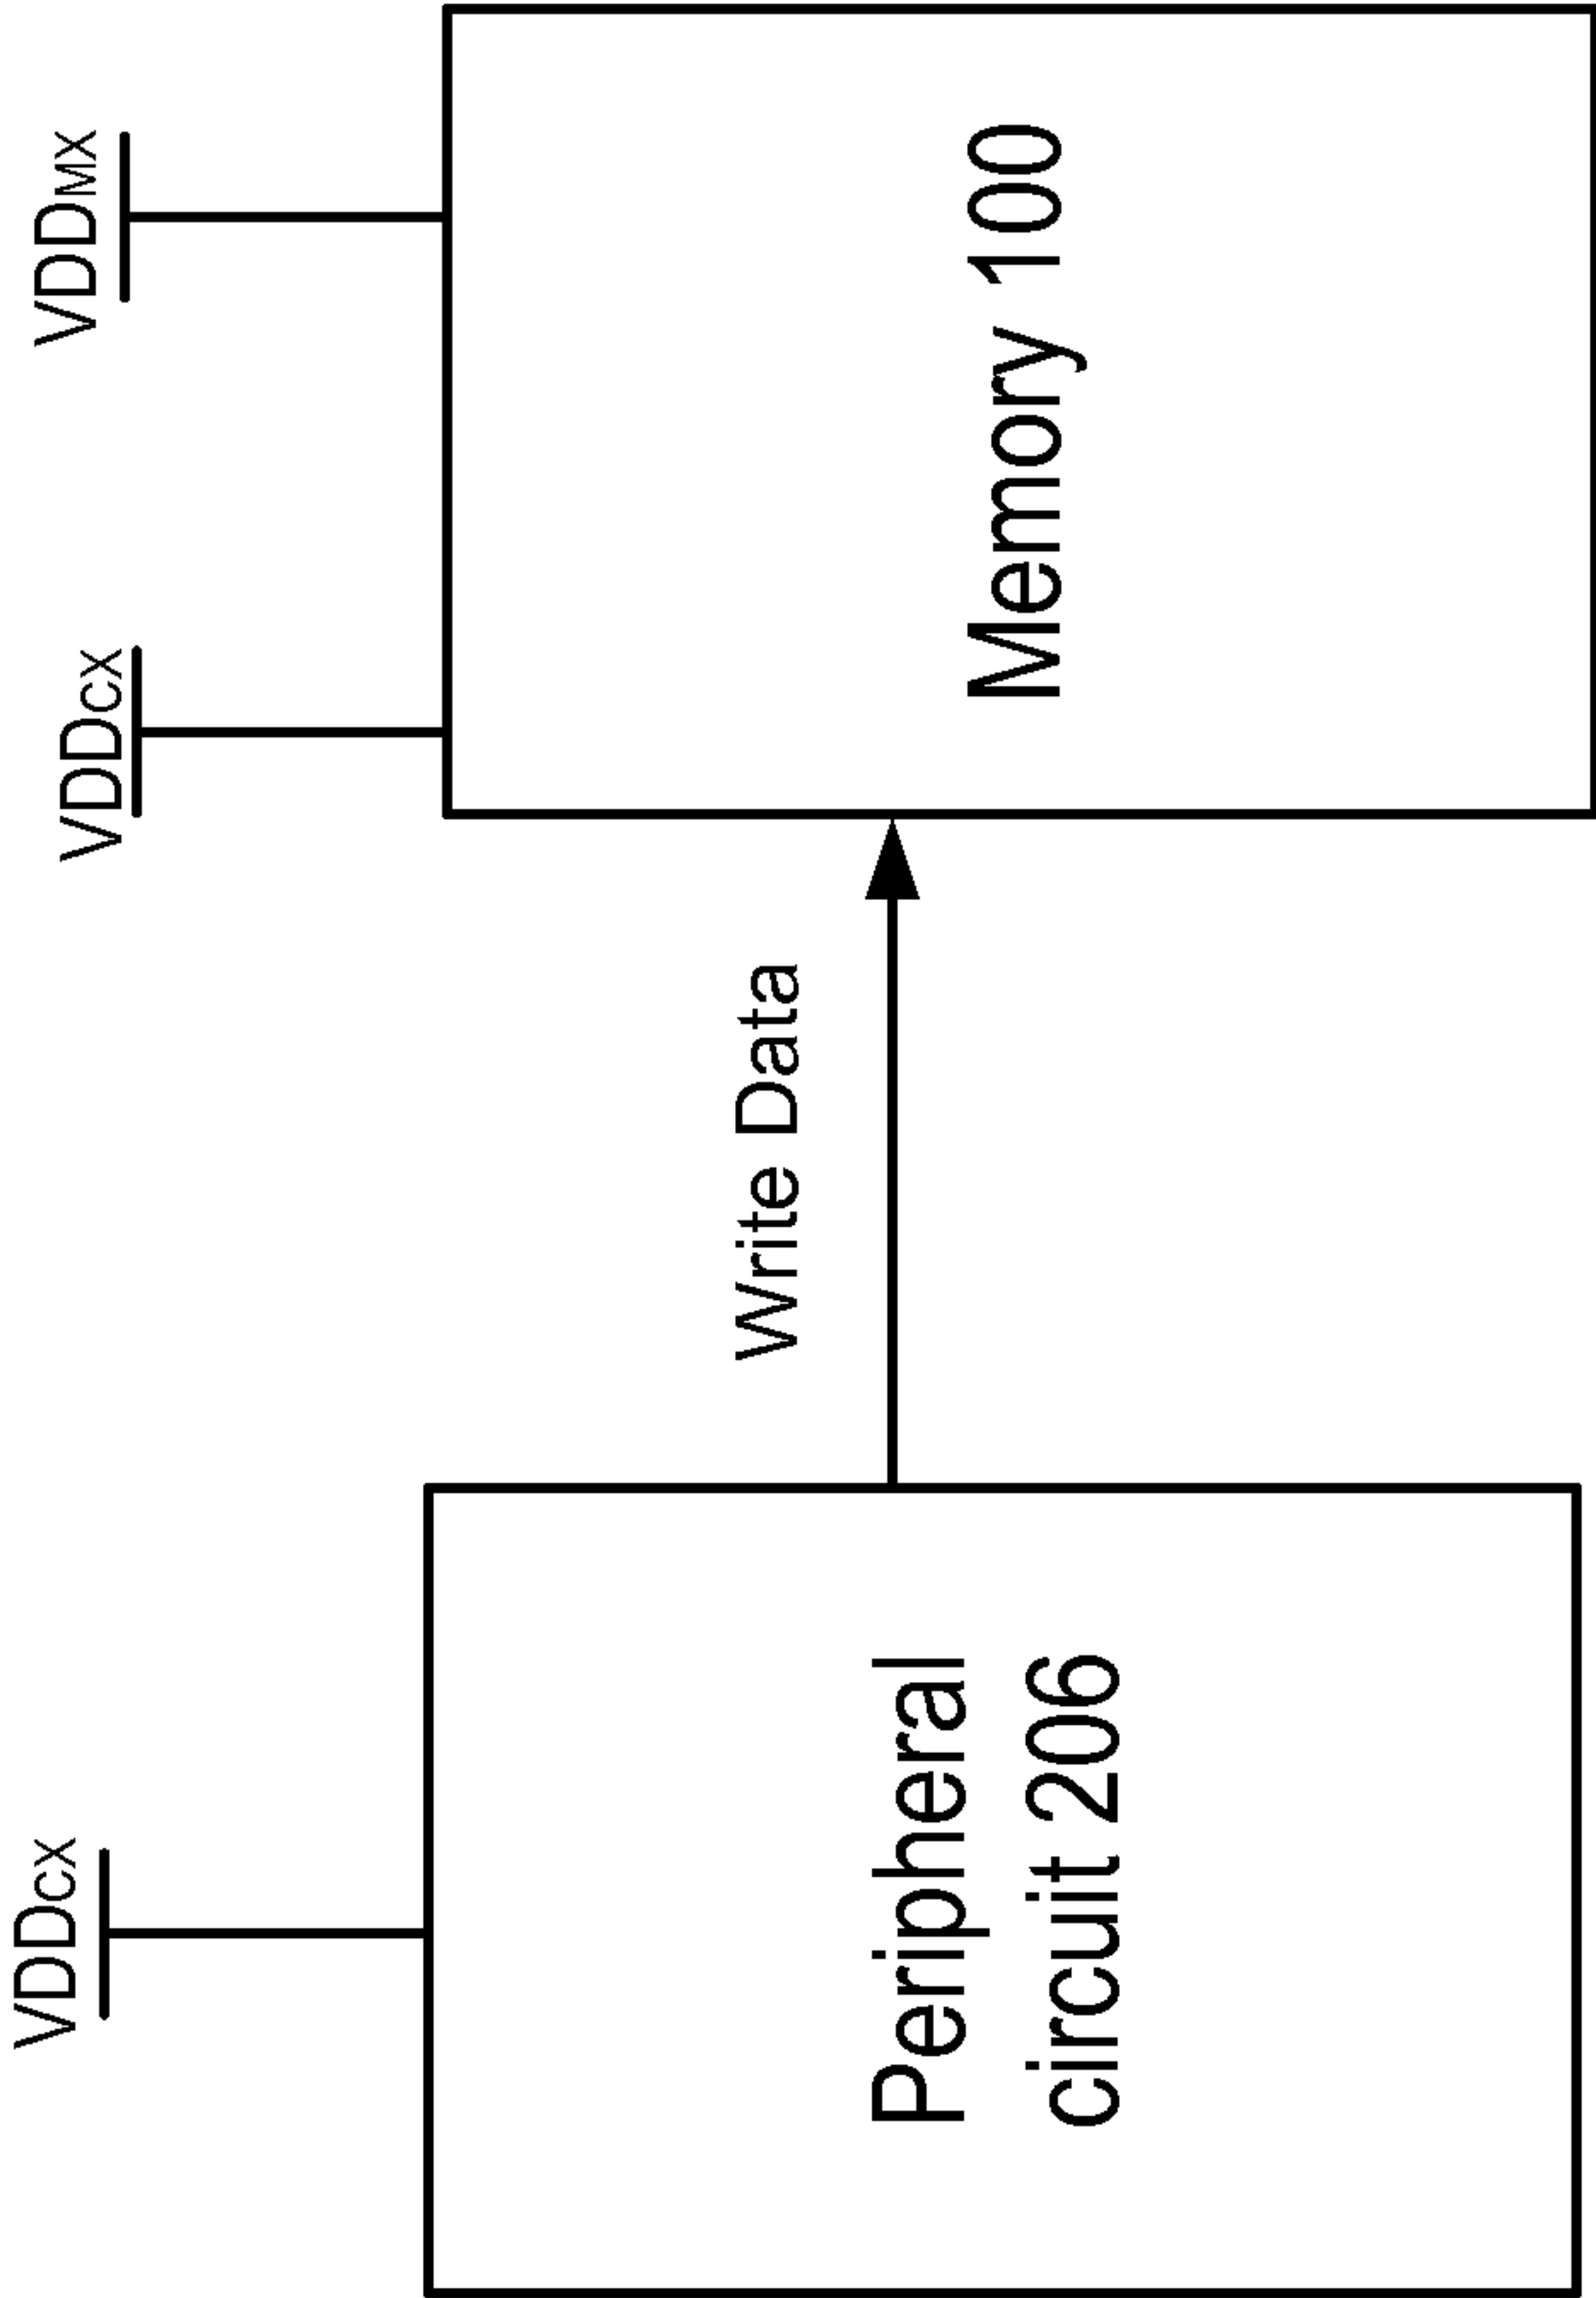 VDDCX
VDDCX
VDDMX
Write Data
Peripheral
circuit 206
Memory 100